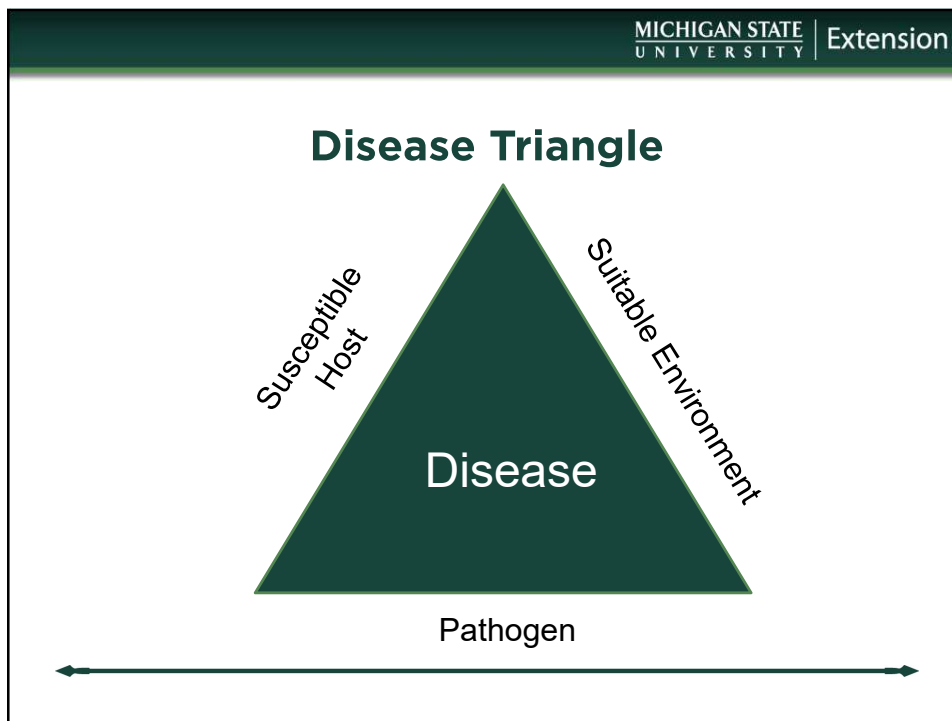 MICHIGAN STATE
UNIVERSITY
Extension
Disease Triangle
Susceptible
Host
Suitable Environment
Disease
Pathogen